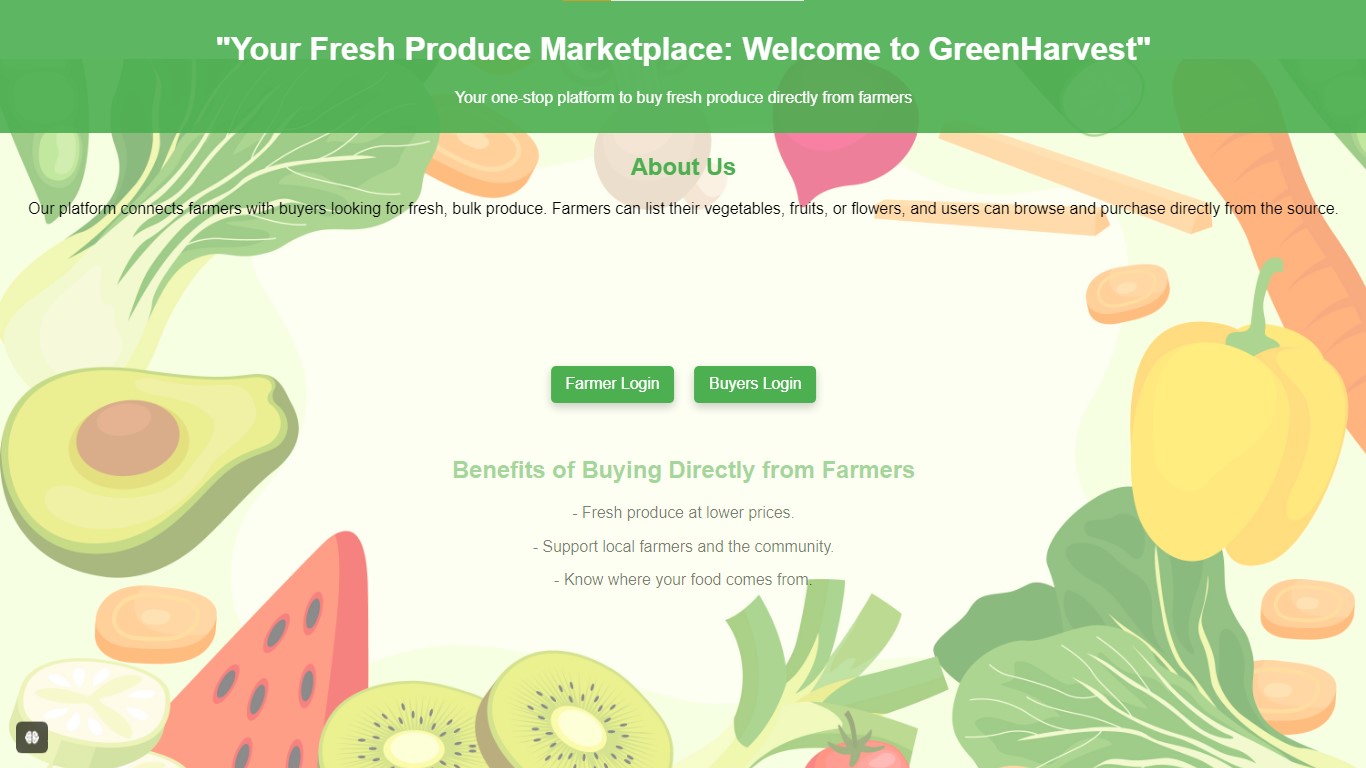 "Your Fresh Produce Marketplace: Welcome to GreenHarvest"
Your one-stop platform to buy fresh produce directly from farmers
About Us
Our platform connects farmers with buyers looking for fresh, bulk produce. Farmers can list their vegetables, fruits, or flowers, and users can browse and purchase directly from the source.
Farmer Login
Buyers Login
Benefits of Buying Directly from Farmers
- Fresh produce at lower prices.
- Support local farmers and the community.
- Know where your food comes from.